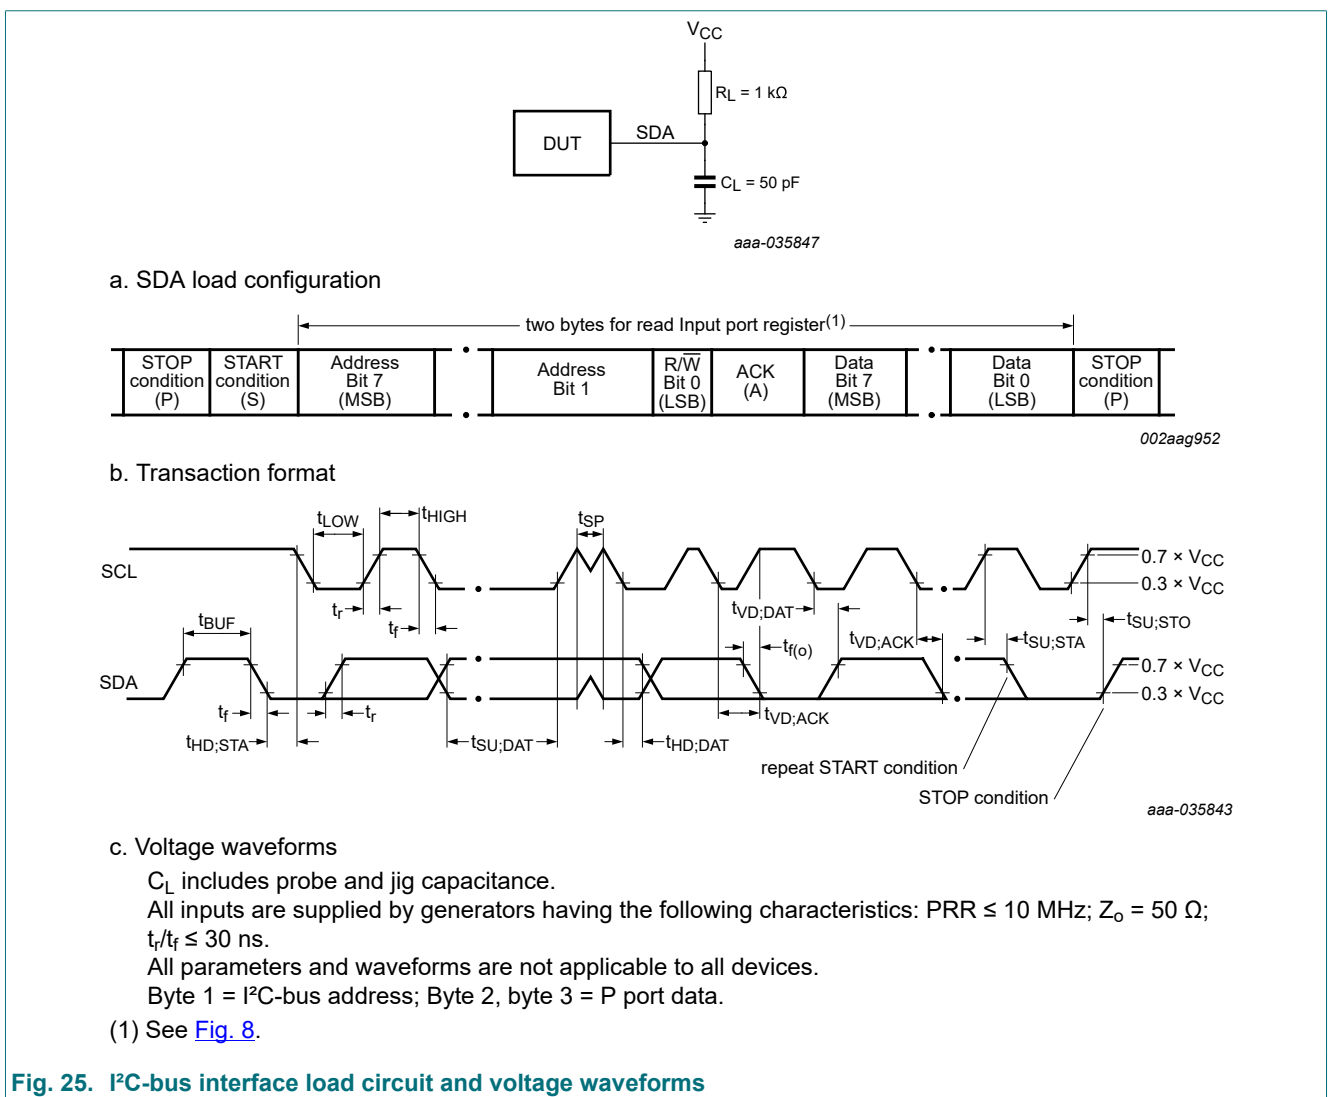 VCC
RL = 1 kΩ
DUT
SDA
CL = 50 pF
aaa-035847
a. SDA load configuration
two bytes for read Input port register(1)
STOP condition (P)
START condition (S)
Address Bit 7 (MSB)
Address Bit 1
R/W̅ Bit 0 (LSB)
ACK (A)
Data Bit 7 (MSB)
Data Bit 0 (LSB)
STOP condition (P)
002aag952
b. Transaction format
tLOW
tHIGH
tSP
SCL
0.7 × VCC
0.3 × VCC
tr
tf
tBUF
tVD;DAT
tf(o)
tVD;ACK
tSU;STA
tSU;STO
SDA
0.7 × VCC
0.3 × VCC
tf
tr
tVD;ACK
tHD;STA
tSU;DAT
tHD;DAT
repeat START condition
STOP condition
aaa-035843
c. Voltage waveforms
CL includes probe and jig capacitance.
All inputs are supplied by generators having the following characteristics: PRR ≤ 10 MHz; Zo = 50 Ω;
tr/tf ≤ 30 ns.
All parameters and waveforms are not applicable to all devices.
Byte 1 = I²C-bus address; Byte 2, byte 3 = P port data.
(1) See Fig. 8.
Fig. 25. I²C-bus interface load circuit and voltage waveforms